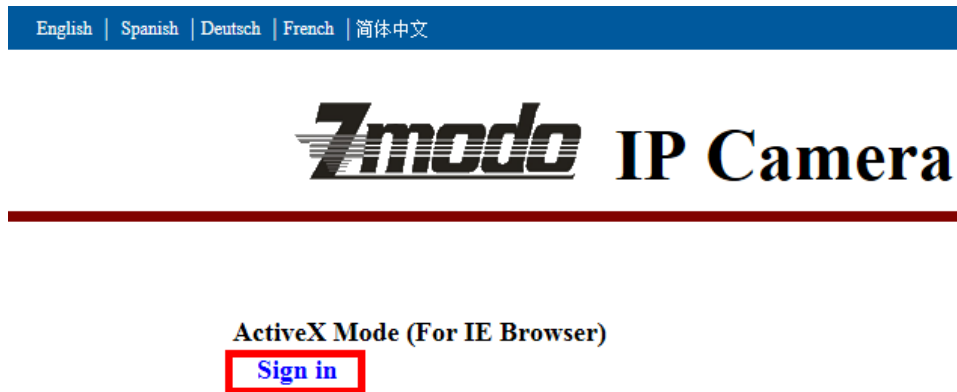 English | Spanish | Deutsch | French | 简体中文
Zmodo IP Camera
ActiveX Mode (For IE Browser)
Sign in